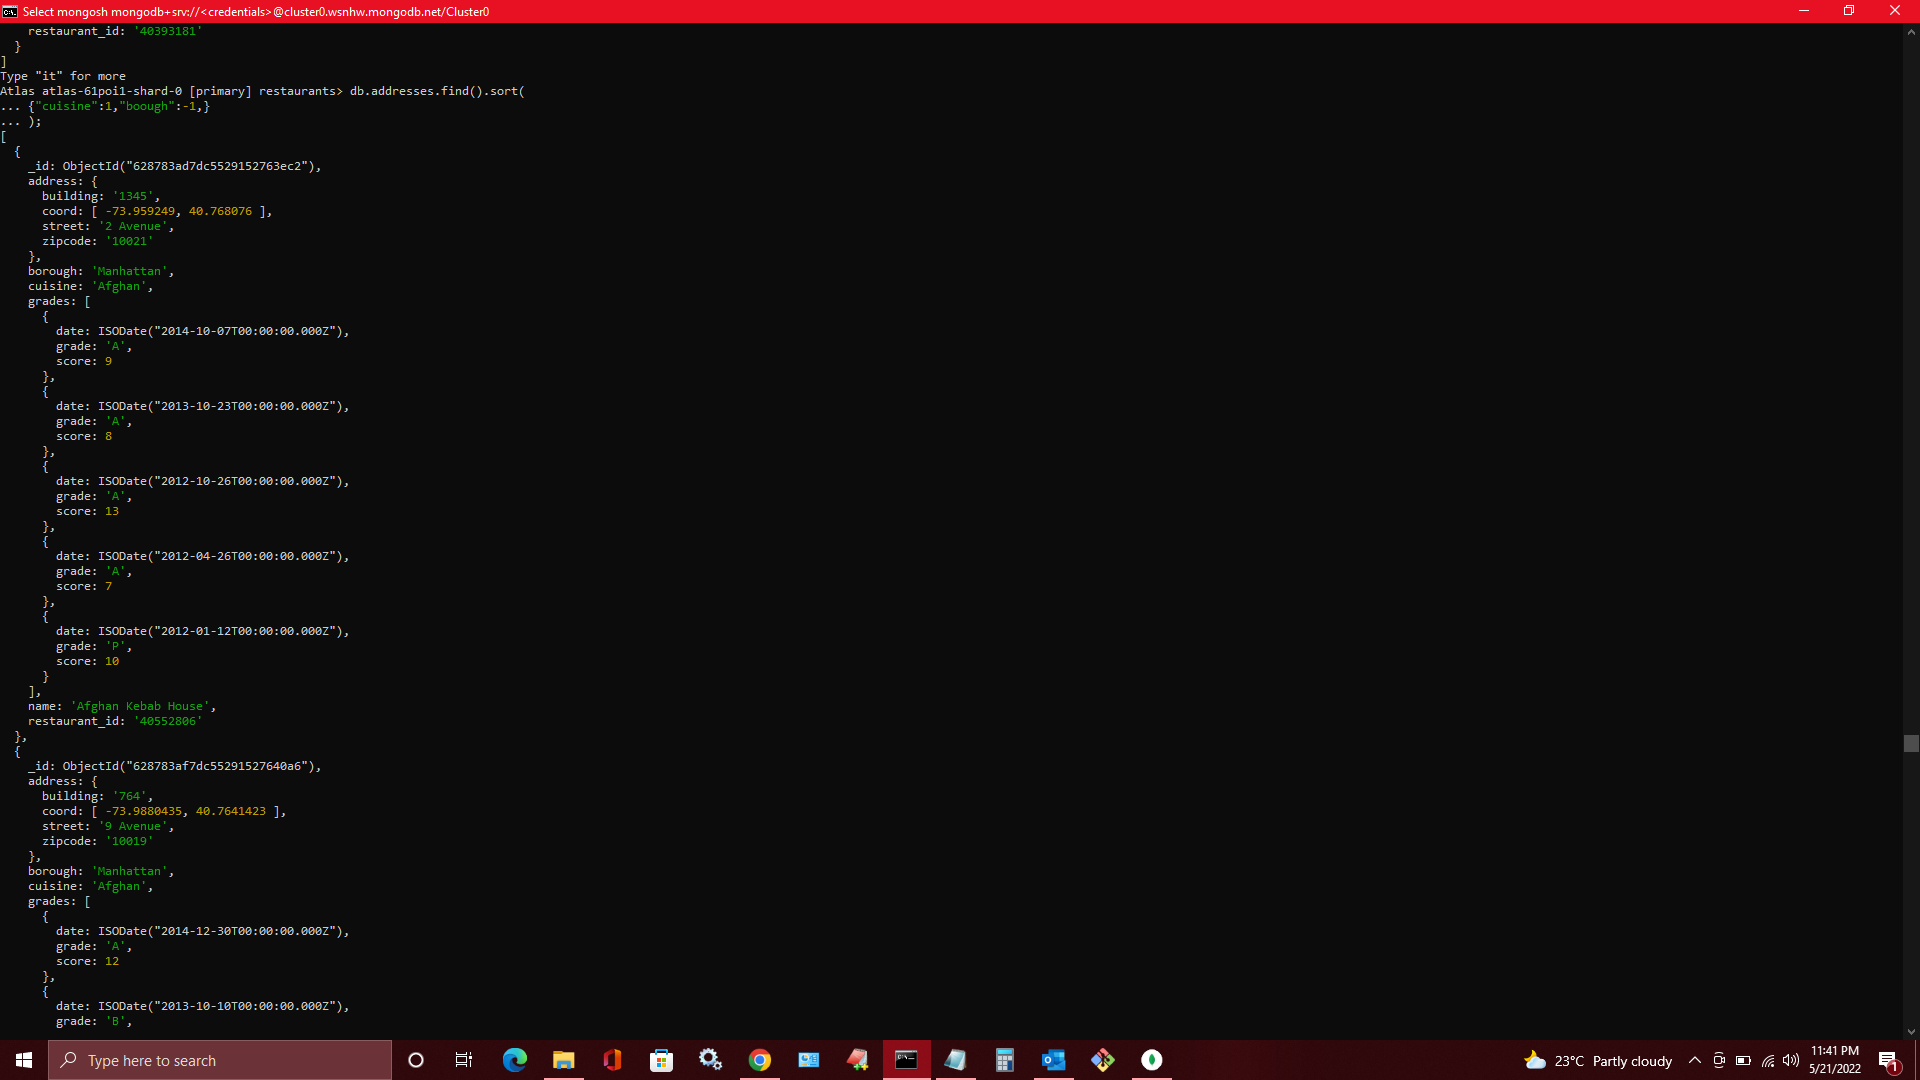 Select mongosh mongodb+srv://<credentials>@cluster0.wsnhw.mongodb.net/Cluster0
    restaurant_id: '40393181'
  }
]
Type "it" for more
Atlas atlas-61poi1-shard-0 [primary] restaurants> db.addresses.find().sort(
... {"cuisine":1,"boough":-1,}
... );
[
  {
    _id: ObjectId("628783ad7dc5529152763ec2"),
    address: {
      building: '1345',
      coord: [ -73.959249, 40.768076 ],
      street: '2 Avenue',
      zipcode: '10021'
    },
    borough: 'Manhattan',
    cuisine: 'Afghan',
    grades: [
      {
        date: ISODate("2014-10-07T00:00:00.000Z"),
        grade: 'A',
        score: 9
      },
      {
        date: ISODate("2013-10-23T00:00:00.000Z"),
        grade: 'A',
        score: 8
      },
      {
        date: ISODate("2012-10-26T00:00:00.000Z"),
        grade: 'A',
        score: 13
      },
      {
        date: ISODate("2012-04-26T00:00:00.000Z"),
        grade: 'A',
        score: 7
      },
      {
        date: ISODate("2012-01-12T00:00:00.000Z"),
        grade: 'P',
        score: 10
      }
    ],
    name: 'Afghan Kebab House',
    restaurant_id: '40552806'
  },
  {
    _id: ObjectId("628783af7dc55291527640a6"),
    address: {
      building: '764',
      coord: [ -73.9880435, 40.7641423 ],
      street: '9 Avenue',
      zipcode: '10019'
    },
    borough: 'Manhattan',
    cuisine: 'Afghan',
    grades: [
      {
        date: ISODate("2014-12-30T00:00:00.000Z"),
        grade: 'A',
        score: 12
      },
      {
        date: ISODate("2013-10-10T00:00:00.000Z"),
        grade: 'B',
Type here to search
23°C Partly cloudy
11:41 PM
5/21/2022
1